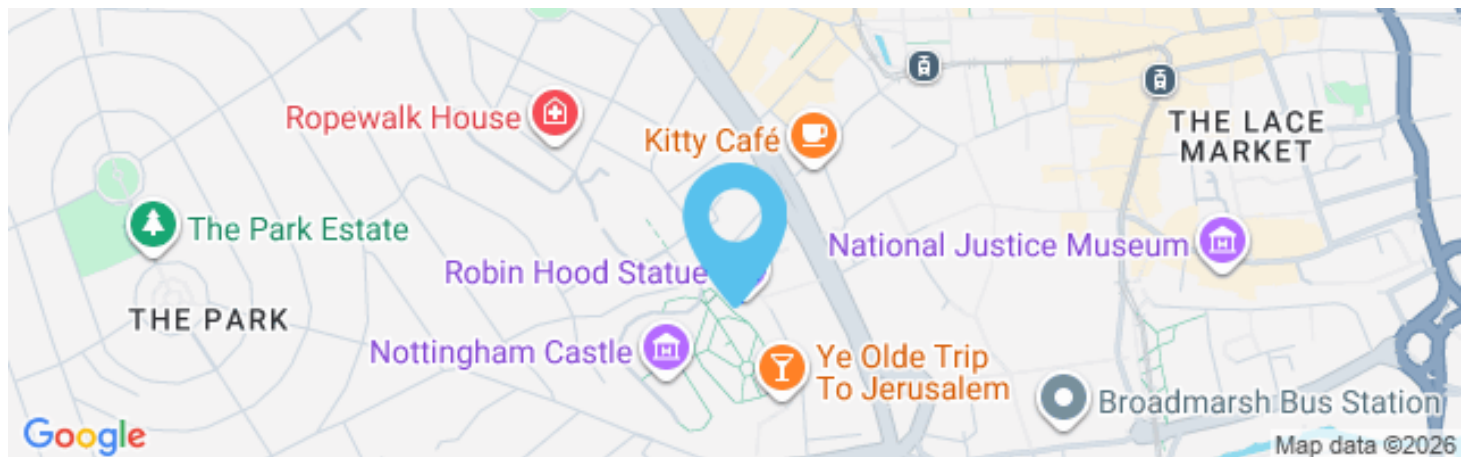 Ropewalk House
Kitty Café
THE LACE
MARKET
The Park Estate
National Justice Museum
Robin Hood Statue
THE PARK
Nottingham Castle
Ye Olde Trip
To Jerusalem
Broadmarsh Bus Station
Google
Map data ©2026